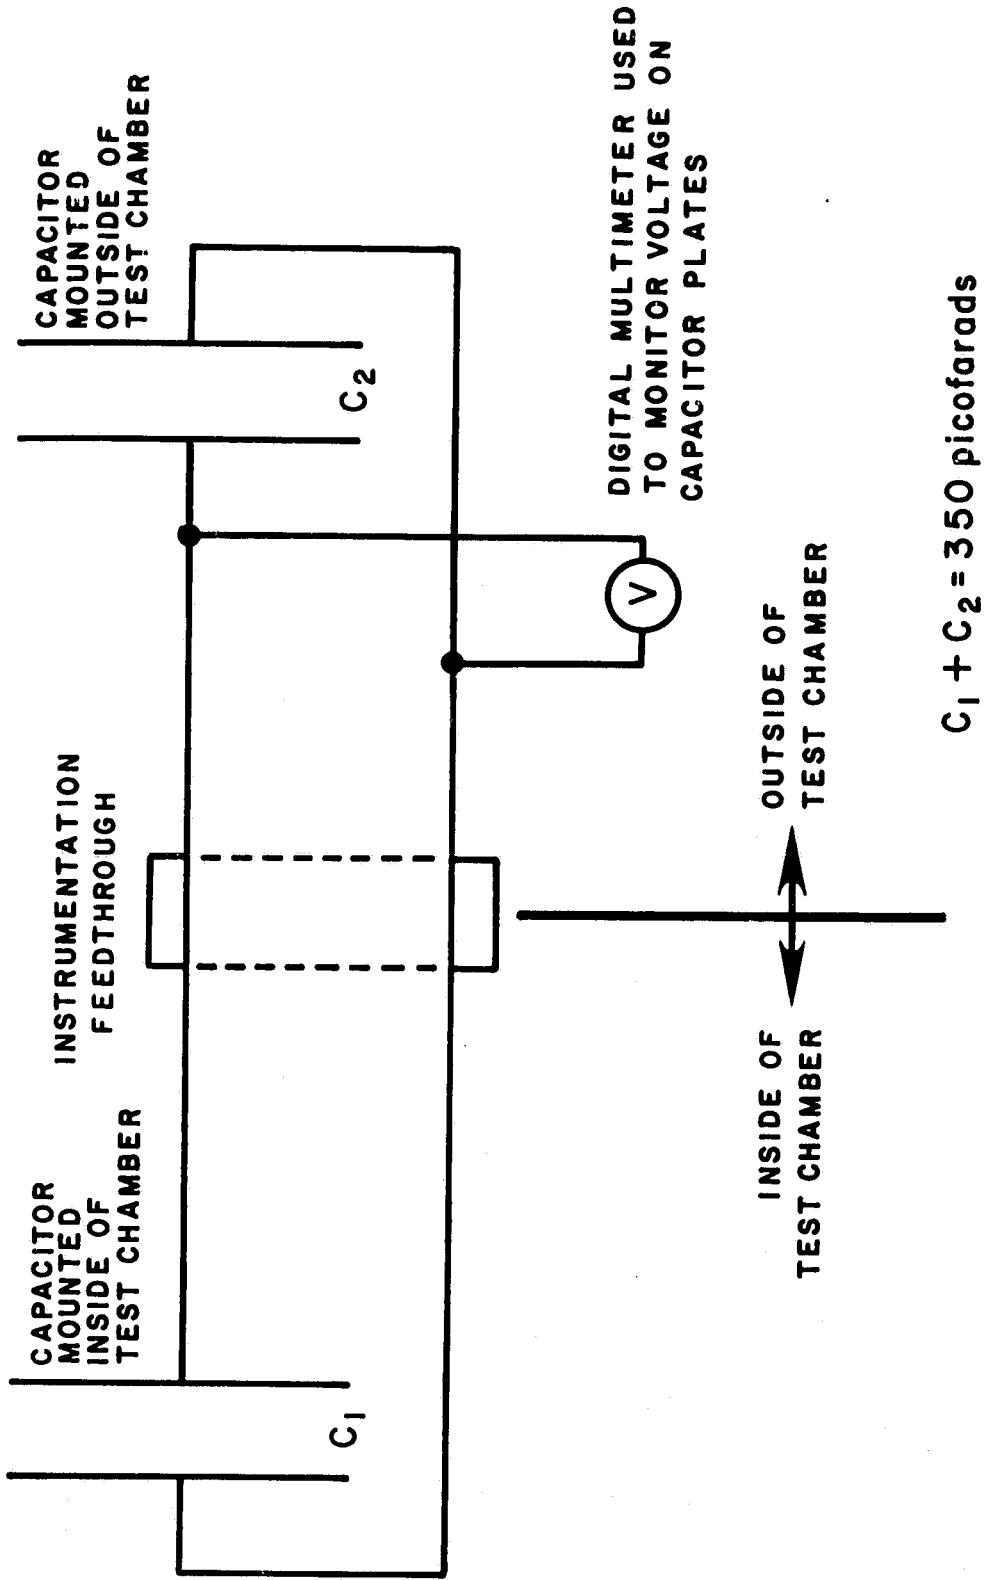 CAPACITOR
MOUNTED
INSIDE OF
TEST CHAMBER
INSTRUMENTATION
FEEDTHROUGH
CAPACITOR
MOUNTED
OUTSIDE OF
TEST CHAMBER
C1
C2
V
DIGITAL MULTIMETER USED
TO MONITOR VOLTAGE ON
CAPACITOR PLATES
INSIDE OF
TEST CHAMBER
OUTSIDE OF
TEST CHAMBER
C1 + C2 = 350 picofarads